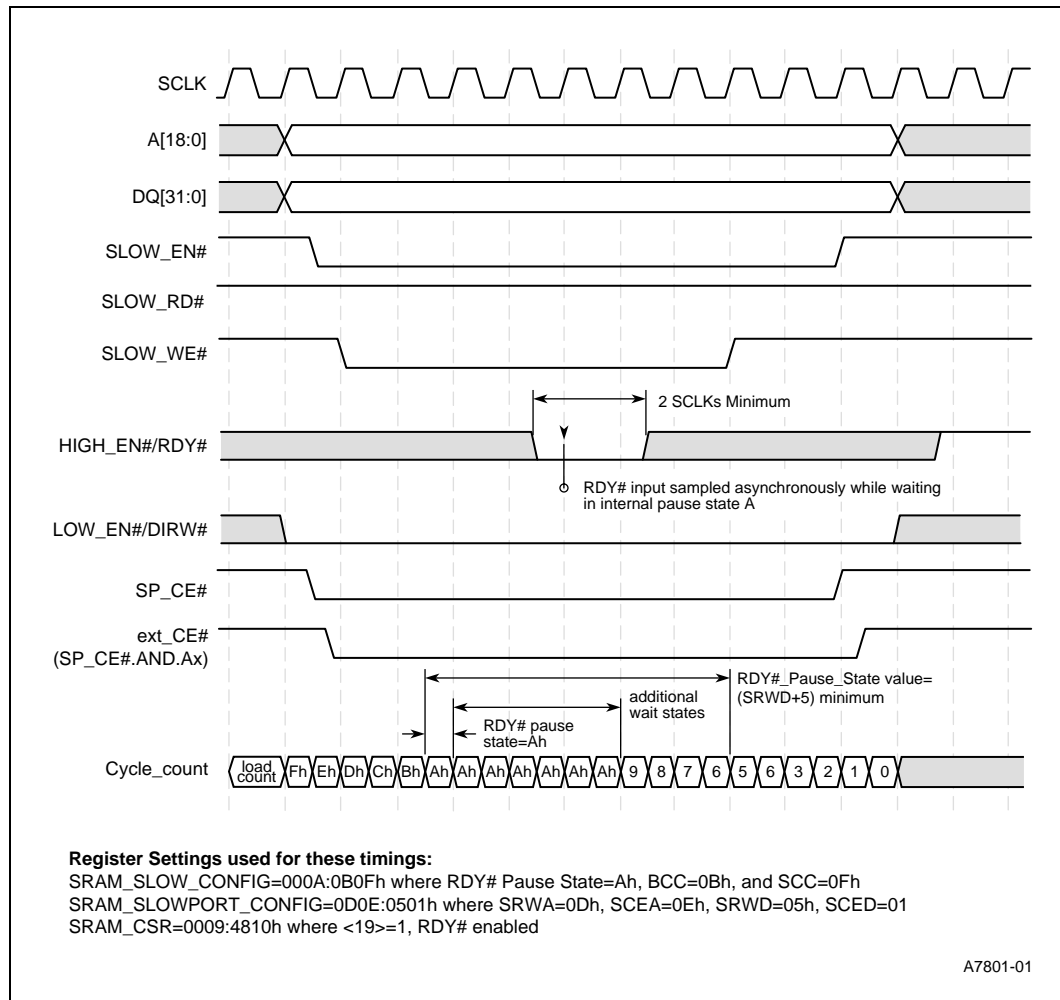 SCLK
A[18:0]
DQ[31:0]
SLOW_EN#
SLOW_RD#
SLOW_WE#
2 SCLKs Minimum
HIGH_EN#/RDY#
RDY# input sampled asynchronously while waiting
in internal pause state A
LOW_EN#/DIRW#
SP_CE#
ext_CE#
(SP_CE#.AND.Ax)
RDY#_Pause_State value=
(SRWD+5) minimum
additional
wait states
RDY# pause
state=Ah
Cycle_count
load
count
Fh Eh Dh Ch Bh Ah Ah Ah Ah Ah Ah Ah 9 8 7 6 5 6 3 2 1 0
Register Settings used for these timings:
SRAM_SLOW_CONFIG=000A:0B0Fh where RDY# Pause State=Ah, BCC=0Bh, and SCC=0Fh
SRAM_SLOWPORT_CONFIG=0D0E:0501h where SRWA=0Dh, SCEA=0Eh, SRWD=05h, SCED=01
SRAM_CSR=0009:4810h where <19>=1, RDY# enabled
A7801-01